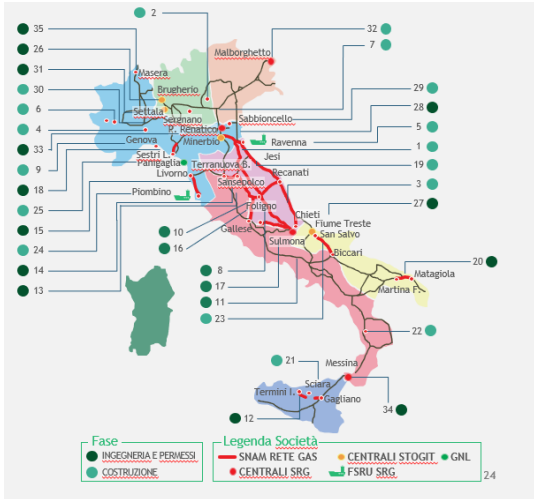 2
35
26
31
30
6
4
33
9
18
25
15
24
14
13
32
7
29
28
5
1
19
3
27
Malborghetto
Masera
Brugherio
Settala
Sergnano
Sabbioncello
P. Renatico
Minerbio
Ravenna
Genova
Sestri L.
Panigaglia
Jesi
Terranuova B.
Recanati
Livorno
Sansepolco
Piombino
Foligno
Chieti
Fiume Treste
San Salvo
10
16
Gallese
Sulmona
Biccari
8
17
11
23
20
Matagiola
Martina F.
22
21
Messina
Sciara
Termini I.
Gagliano
12
34
Fase
INGEGNERIA E PERMESSI
COSTRUZIONE
Legenda Società
SNAM RETE GAS
CENTRALI STOGIT
GNL
CENTRALI SRG
FSRU SRG
24